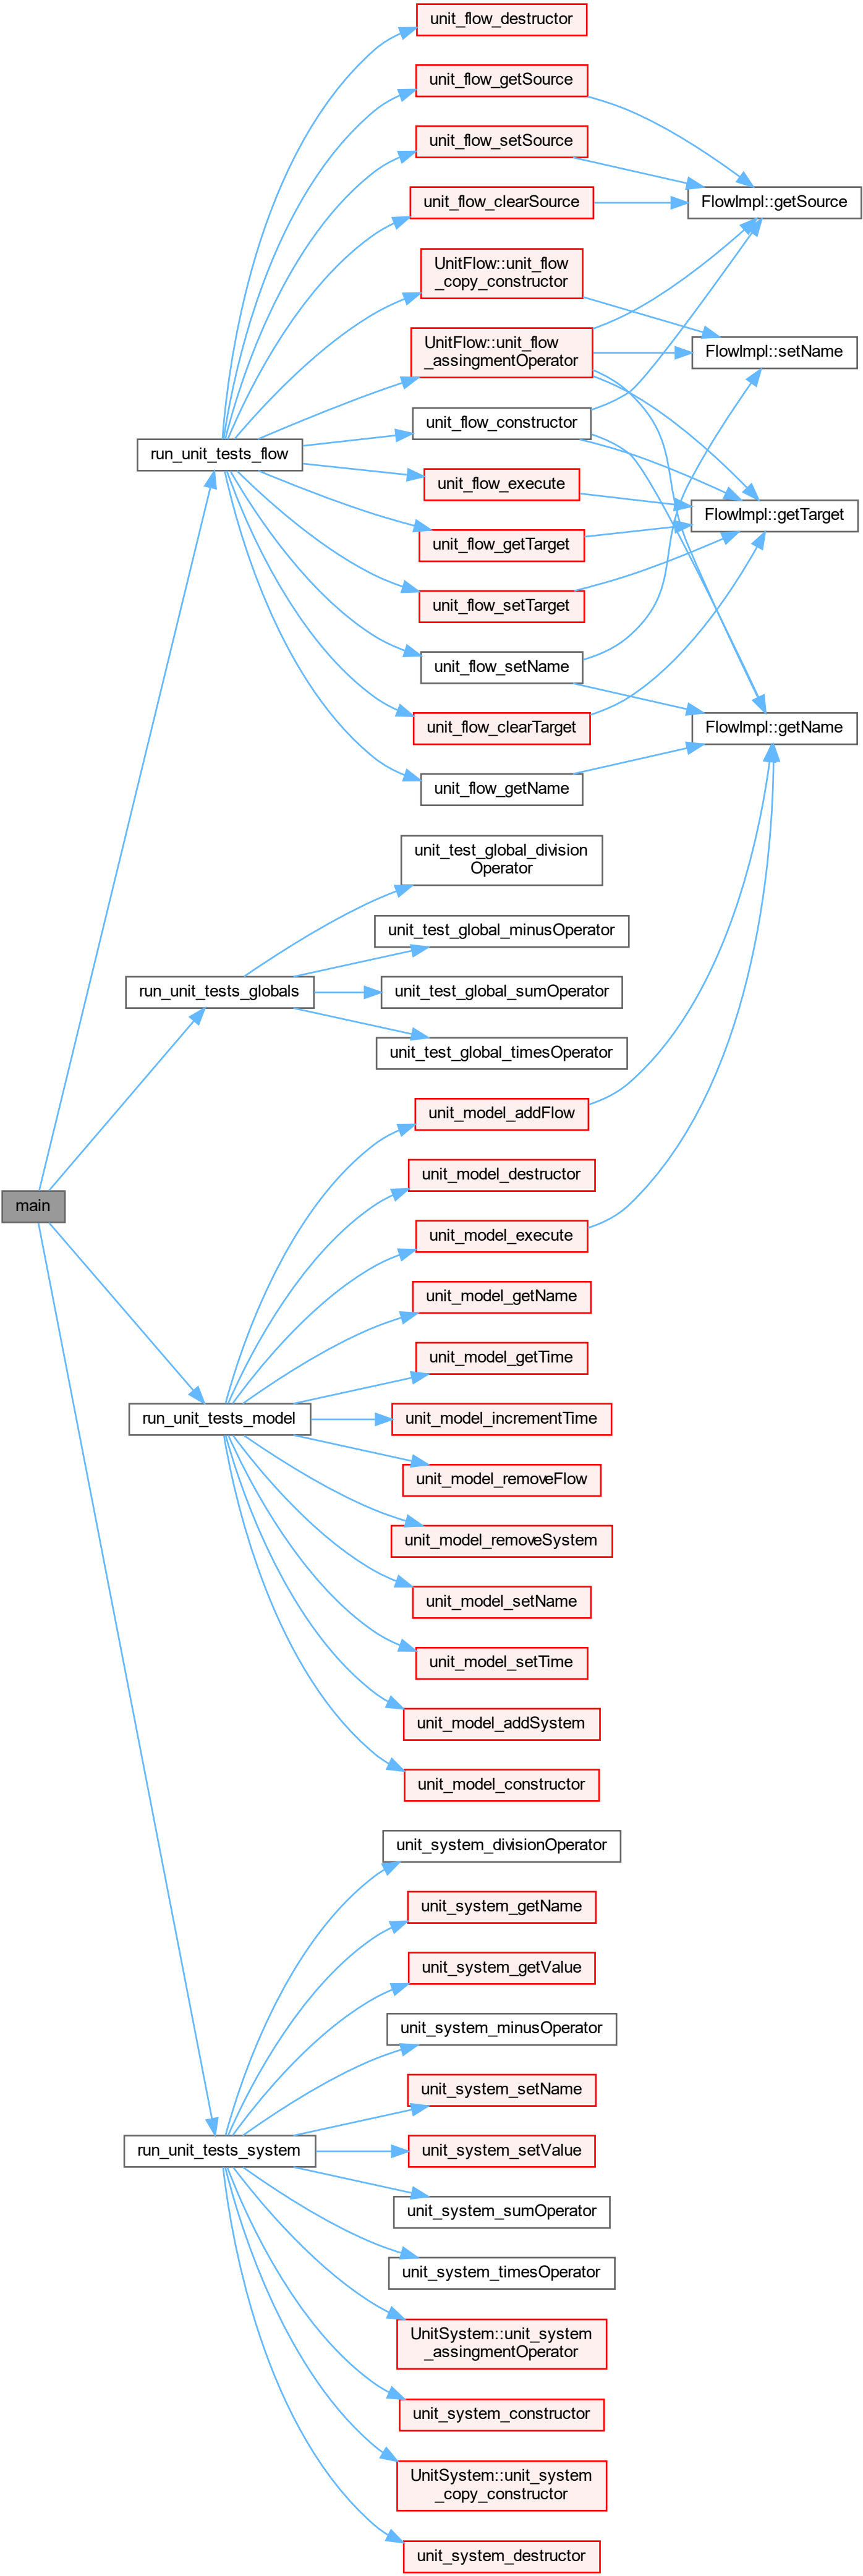 main
run_unit_tests_flow
run_unit_tests_globals
run_unit_tests_model
run_unit_tests_system
unit_flow_destructor
unit_flow_getSource
unit_flow_setSource
unit_flow_clearSource
UnitFlow::unit_flow
_copy_constructor
UnitFlow::unit_flow
_assingmentOperator
unit_flow_constructor
unit_flow_execute
unit_flow_getTarget
unit_flow_setTarget
unit_flow_setName
unit_flow_clearTarget
unit_flow_getName
FlowImpl::getSource
FlowImpl::setName
FlowImpl::getTarget
FlowImpl::getName
unit_test_global_division
Operator
unit_test_global_minusOperator
unit_test_global_sumOperator
unit_test_global_timesOperator
unit_model_addFlow
unit_model_destructor
unit_model_execute
unit_model_getName
unit_model_getTime
unit_model_incrementTime
unit_model_removeFlow
unit_model_removeSystem
unit_model_setName
unit_model_setTime
unit_model_addSystem
unit_model_constructor
unit_system_divisionOperator
unit_system_getName
unit_system_getValue
unit_system_minusOperator
unit_system_setName
unit_system_setValue
unit_system_sumOperator
unit_system_timesOperator
UnitSystem::unit_system
_assingmentOperator
unit_system_constructor
UnitSystem::unit_system
_copy_constructor
unit_system_destructor